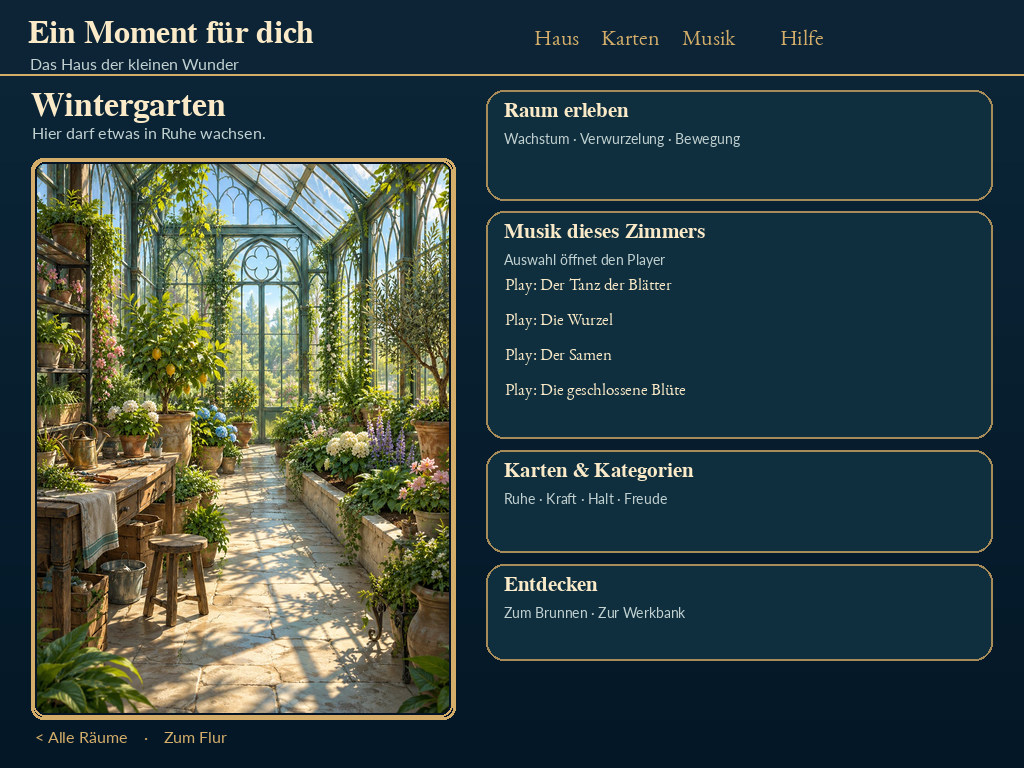 Ein Moment für dich
Das Haus der kleinen Wunder
Haus Karten Musik Hilfe
Wintergarten
Hier darf etwas in Ruhe wachsen.
< Alle Räume · Zum Flur
Raum erleben
Wachstum · Verwurzelung · Bewegung
Musik dieses Zimmers
Auswahl öffnet den Player
Play: Der Tanz der Blätter
Play: Die Wurzel
Play: Der Samen
Play: Die geschlossene Blüte
Karten & Kategorien
Ruhe · Kraft · Halt · Freude
Entdecken
Zum Brunnen · Zur Werkbank